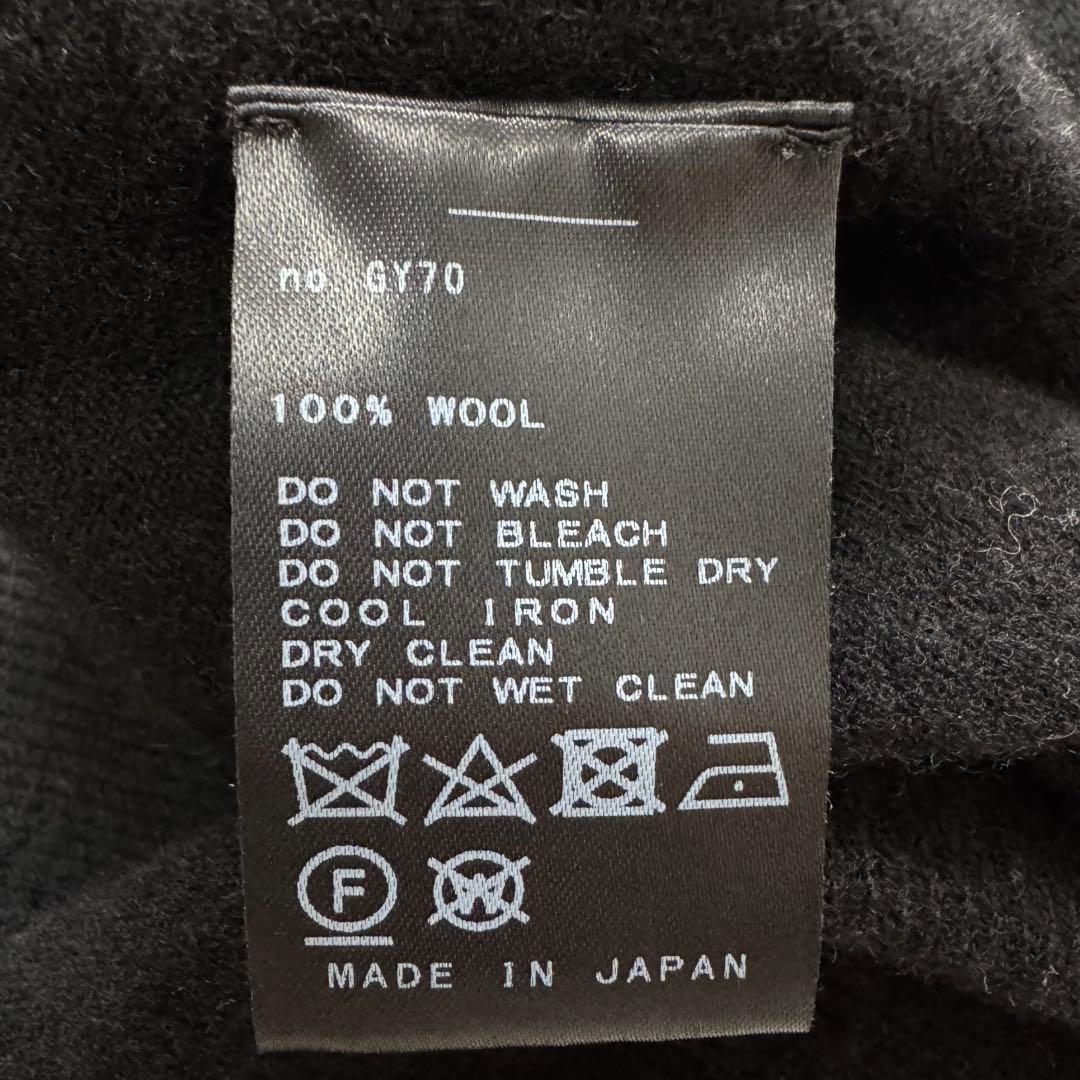 no. GY70
100% WOOL
DO NOT WASH
DO NOT BLEACH
DO NOT TUMBLE DRY
COOL IRON
DRY CLEAN
DO NOT WET CLEAN
F W
MADE IN JAPAN